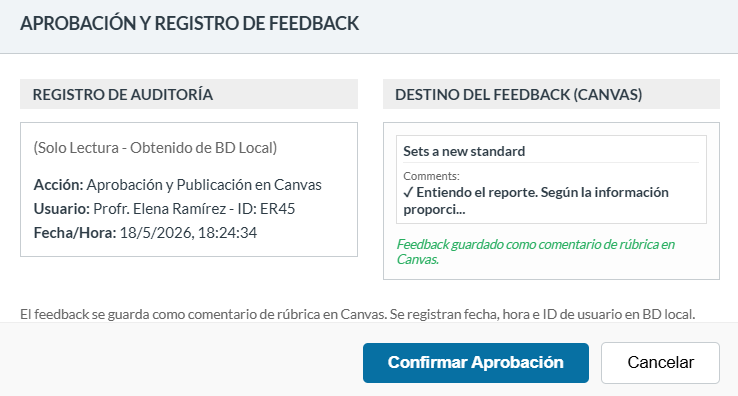 APROBACIÓN Y REGISTRO DE FEEDBACK
REGISTRO DE AUDITORÍA
(Solo Lectura - Obtenido de BD Local)
Acción: Aprobación y Publicación en Canvas
Usuario: Profr. Elena Ramírez - ID: ER45
Fecha/Hora: 18/5/2026, 18:24:34
DESTINO DEL FEEDBACK (CANVAS)
Sets a new standard
Comments:
✓ Entiendo el reporte. Según la información
proporci...
Feedback guardado como comentario de rúbrica en
Canvas.
El feedback se guarda como comentario de rúbrica en Canvas. Se registran fecha, hora e ID de usuario en BD local.
Confirmar Aprobación
Cancelar